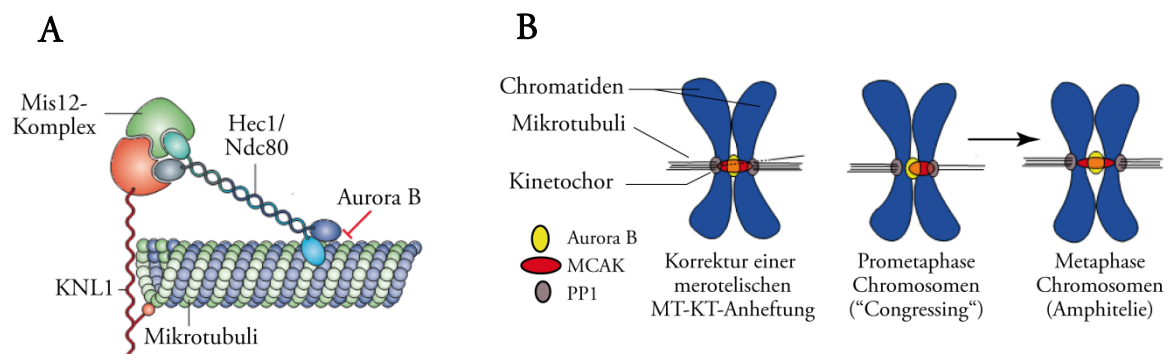 A
Mis12-
Komplex
Hec1/
Ndc80
Aurora B
KNL1
Mikrotubuli
B
Chromatiden
Mikrotubuli
Kinetochor
Aurora B
MCAK
PP1
Korrektur einer
merotelischen
MT-KT-Anheftung
Prometaphase
Chromosomen
(“Congressing“)
Metaphase
Chromosomen
(Amphitelie)